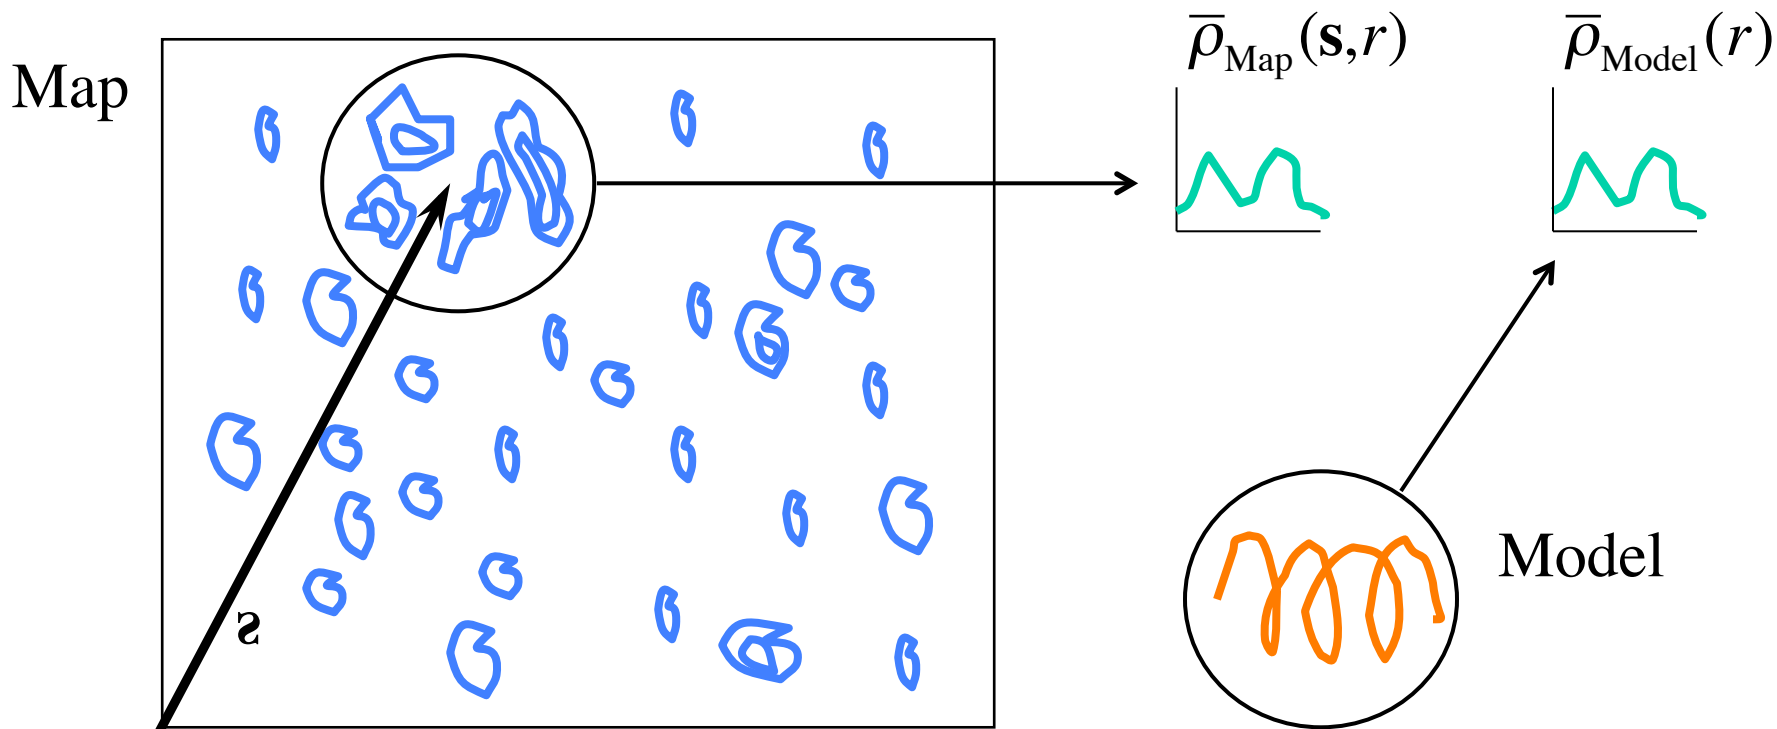 Map
ρ̅Map(s,r)
ρ̅Model(r)
s
Model